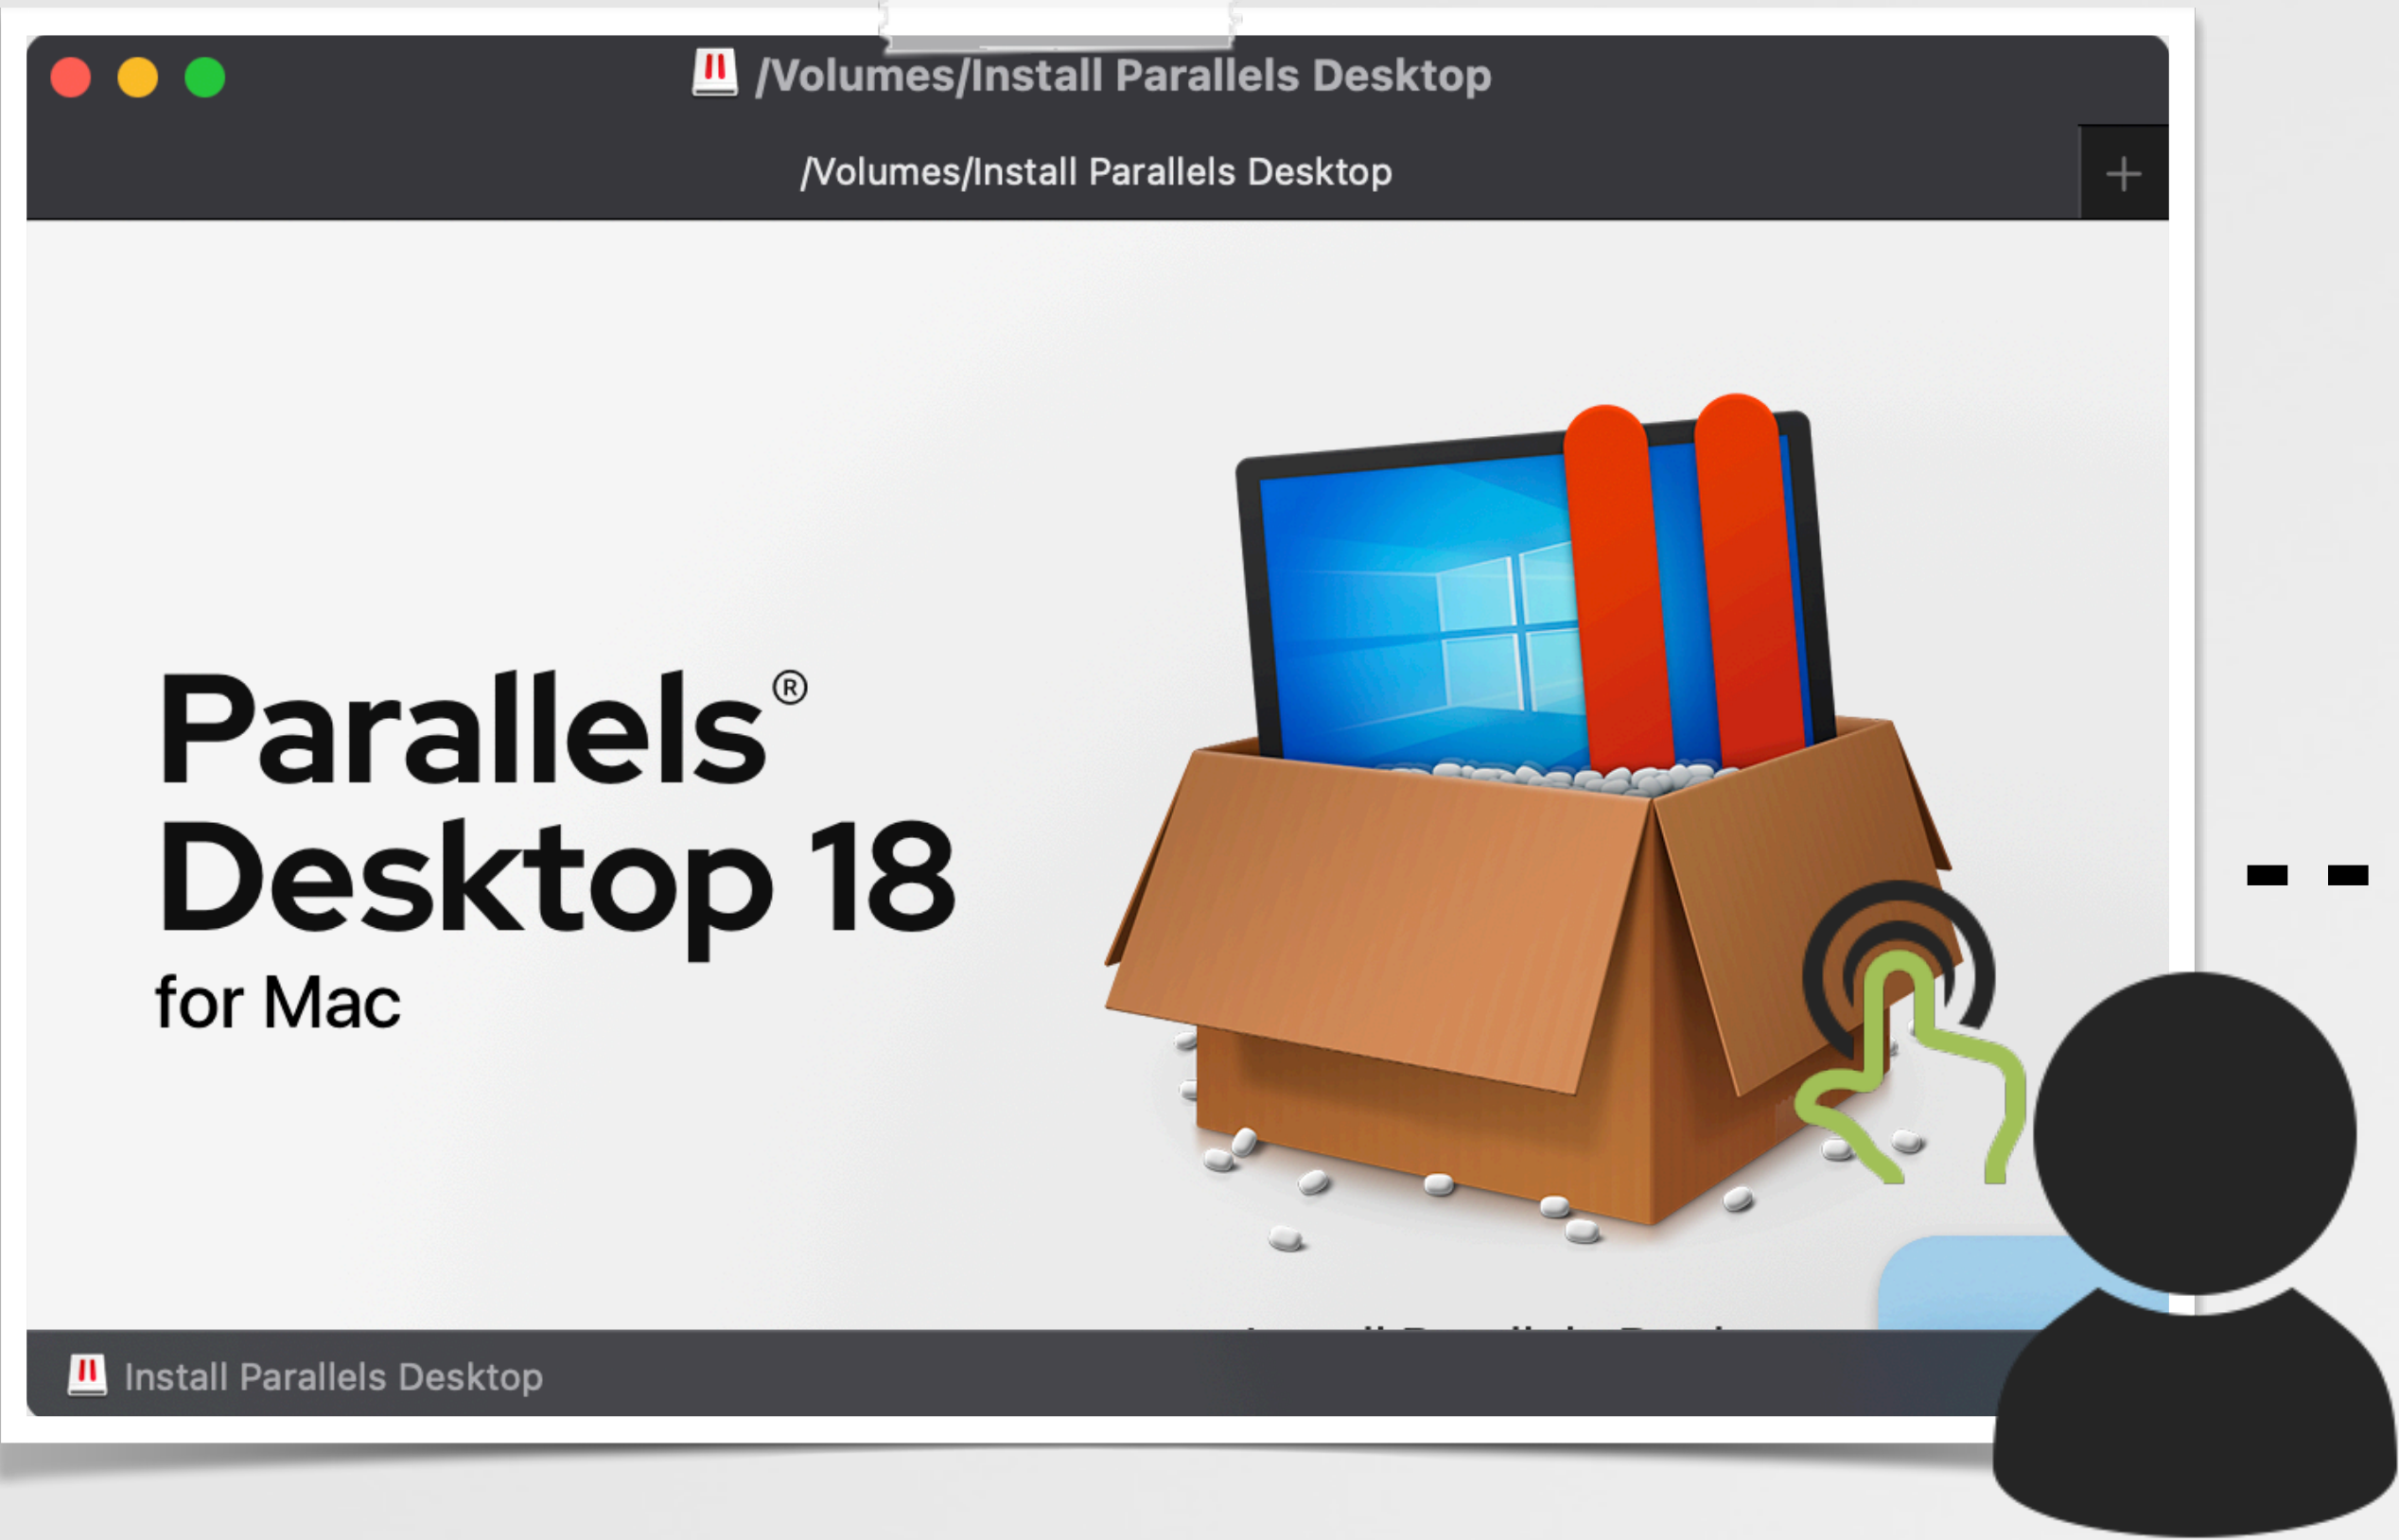 /Volumes/Install Parallels Desktop
/Volumes/Install Parallels Desktop
Parallels®
Desktop 18
for Mac
Install Parallels Desktop